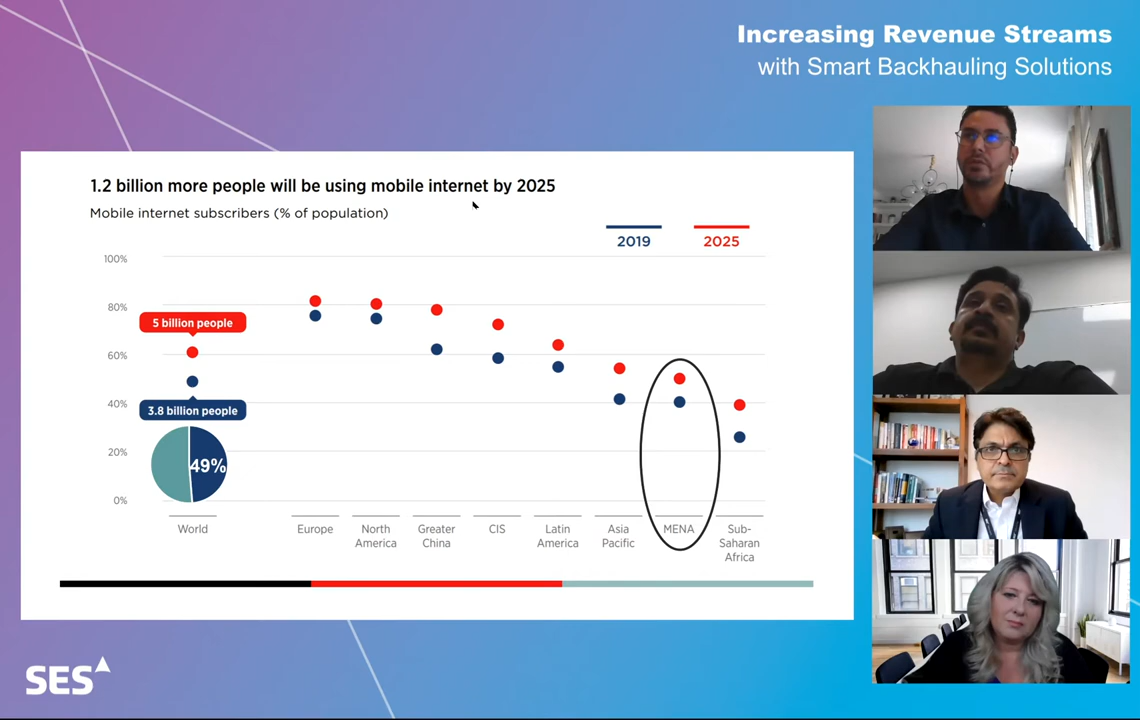 Increasing Revenue Streams
with Smart Backhauling Solutions
1.2 billion more people will be using mobile internet by 2025
Mobile internet subscribers (% of population)
2019
2025
100%
80%
60%
40%
20%
0%
5 billion people
3.8 billion people
49%
World
Europe
North
America
Greater
China
CIS
Latin
America
Asia
Pacific
MENA
Sub-
Saharan
Africa
SES